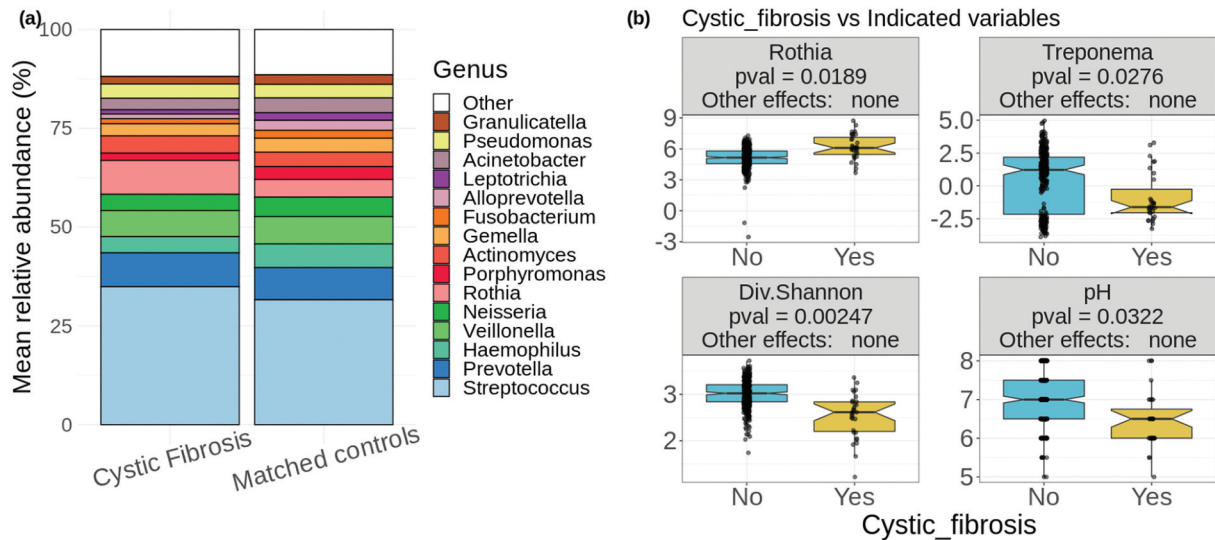 (a)
100
75
50
25
0
Mean relative abundance (%)
Cystic Fibrosis
Matched controls
Genus
Other
Granulicatella
Pseudomonas
Acinetobacter
Leptotrichia
Alloprevotella
Fusobacterium
Gemella
Actinomyces
Porphyromonas
Rothia
Neisseria
Veillonella
Haemophilus
Prevotella
Streptococcus
(b) Cystic_fibrosis vs Indicated variables
Rothia
pval = 0.0189
Other effects: none
9
6
3
0
-3
No Yes
Treponema
pval = 0.0276
Other effects: none
5.0
2.5
0.0
-2.5
No Yes
Div.Shannon
pval = 0.00247
Other effects: none
3
2
No Yes
pH
pval = 0.0322
Other effects: none
8
7
6
5
No Yes
Cystic_fibrosis